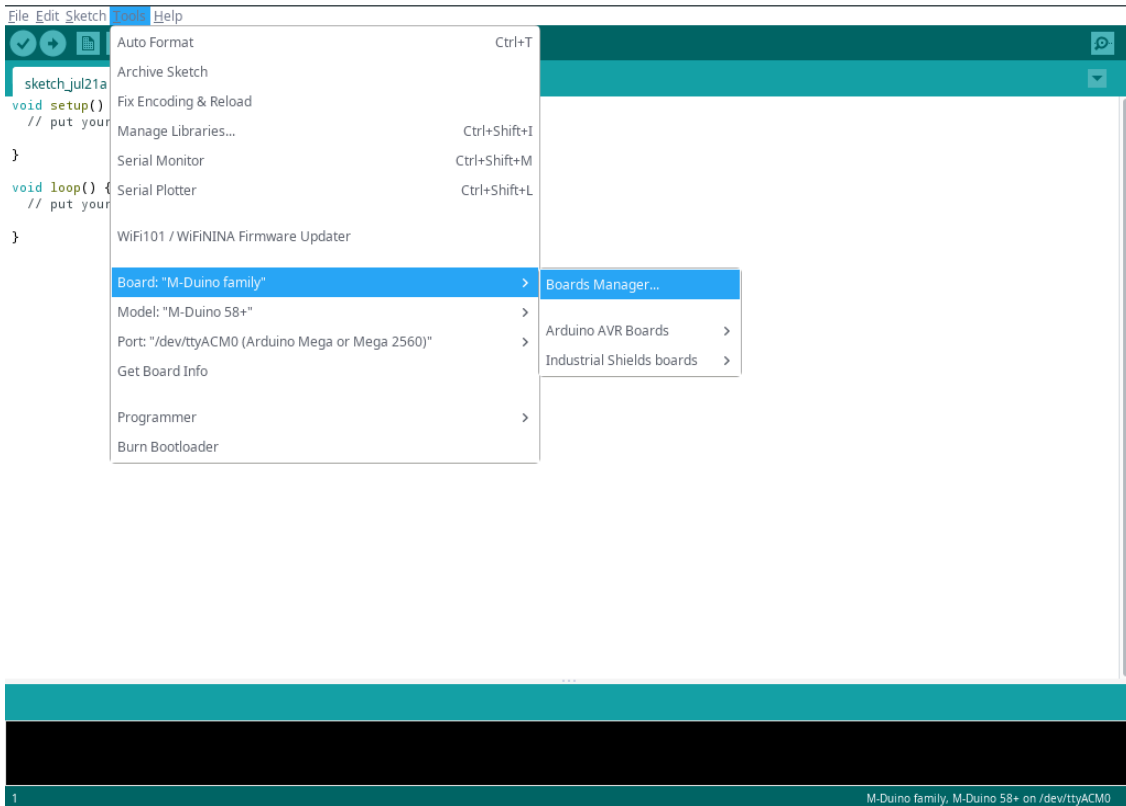 File Edit Sketch Tools Help
sketch_jul21a
void setup()
// put your
}
void loop() {
// put your
}
Auto Format Ctrl+T
Archive Sketch
Fix Encoding & Reload
Manage Libraries... Ctrl+Shift+I
Serial Monitor Ctrl+Shift+M
Serial Plotter Ctrl+Shift+L
WiFi101 / WiFiNINA Firmware Updater
Board: "M-Duino family"
Model: "M-Duino 58+"
Port: "/dev/ttyACM0 (Arduino Mega or Mega 2560)"
Get Board Info
Programmer
Burn Bootloader
Boards Manager...
Arduino AVR Boards
Industrial Shields boards
1 M-Duino family, M-Duino 58+ on /dev/ttyACM0